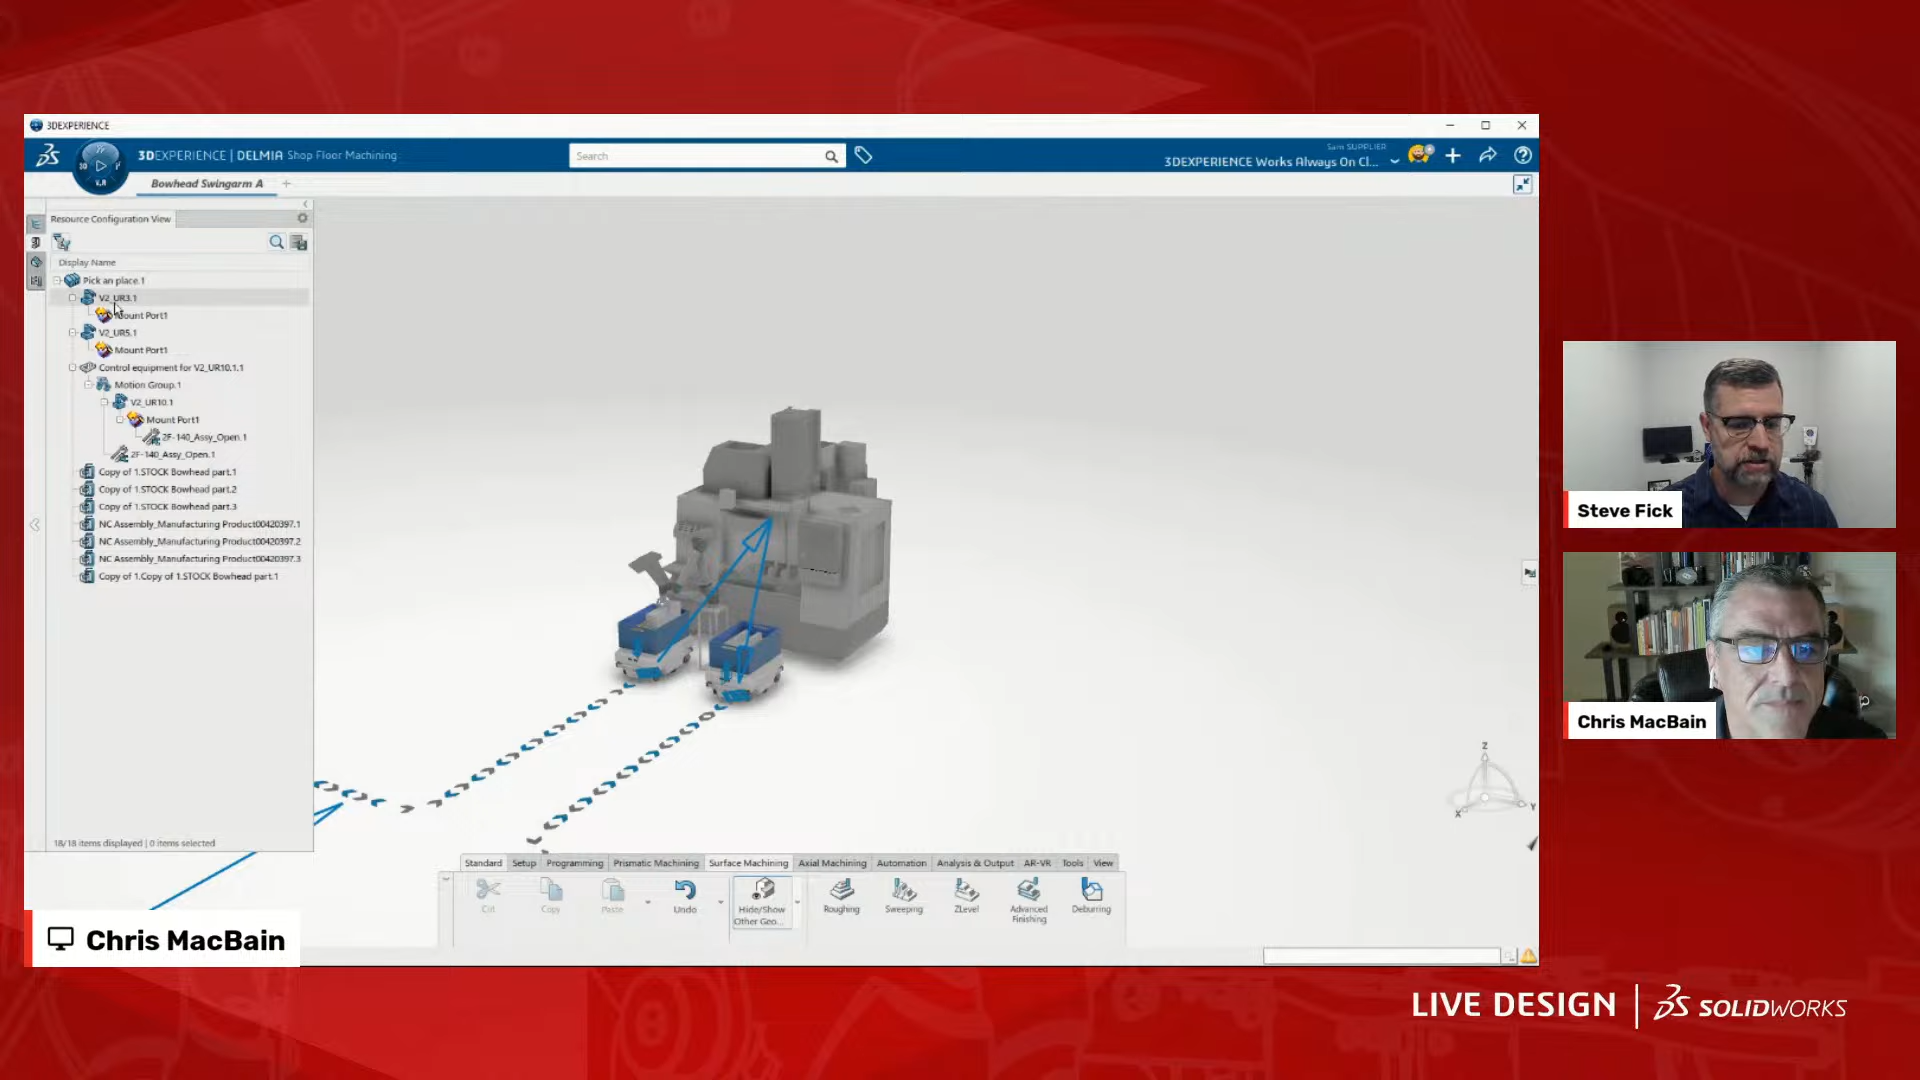 3DEXPERIENCE
3DEXPERIENCE | DELMIA Shop Floor Machining
Search
Sam SUPPLIER
3DEXPERIENCE Works Always On Cl...
3D
V.R
Bowhead Swingarm A
Resource Configuration View
Display Name
Pick an place.1
V2_UR3.1
Mount Port1
V2_UR5.1
Mount Port1
Control equipment for V2_UR10.1.1
Motion Group.1
V2_UR10.1
Mount Port1
2F-140_Assy_Open.1
2F-140_Assy_Open.1
Copy of 1.STOCK Bowhead part.1
Copy of 1.STOCK Bowhead part.2
Copy of 1.STOCK Bowhead part.3
NC Assembly_Manufacturing Product00420397.1
NC Assembly_Manufacturing Product00420397.2
NC Assembly_Manufacturing Product00420397.3
Copy of 1.Copy of 1.STOCK Bowhead part.1
18/18 items displayed | 0 items selected
Z
X
Y
Standard Setup Programming Prismatic Machining Surface Machining Axial Machining Automation Analysis & Output AR-VR Tools View
Cut
Copy
Paste
Undo
Hide/Show
Other Geo...
Roughing
Sweeping
ZLevel
Advanced
Finishing
Deburring
Chris MacBain
Steve Fick
Chris MacBain
LIVE DESIGN | SOLIDWORKS